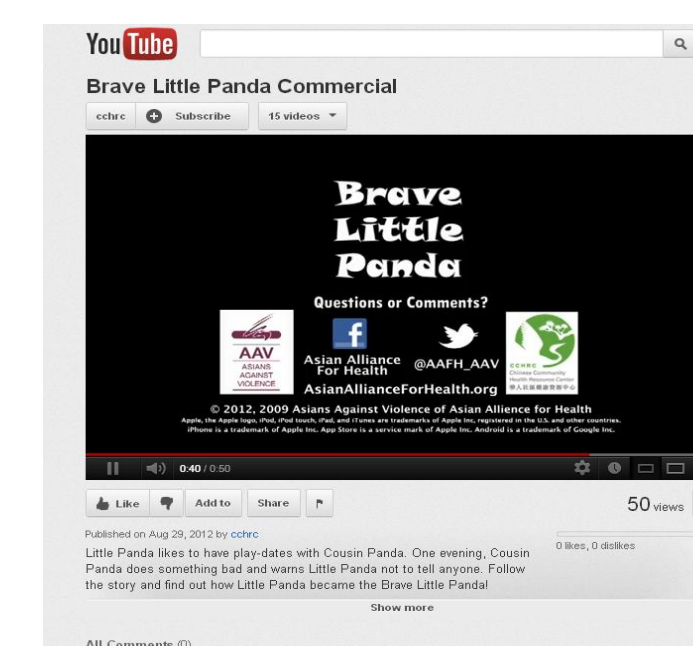 You Tube
Brave Little Panda Commercial
cchrc Subscribe 15 videos
Brave
Little
Panda
Questions or Comments?
AAV
ASIANS
AGAINST
VIOLENCE
f
Asian Alliance
For Health
@AAFH_AAV
CCHRC
Chinese Community
Health Resource Center
AsianAllianceForHealth.org
© 2012, 2009 Asians Against Violence of Asian Allience for Health
Apple, the Apple logo, iPod, iPod touch, iPad, and iTunes are trademarks of Apple Inc, registered in the U.S. and other countries.
iPhone is a trademark of Apple Inc. App Store is a service mark of Apple Inc. Android is a trademark of Google Inc.
0:40 / 0:50
Like Add to Share 50 views
Published on Aug 29, 2012 by cchrc
0 likes, 0 dislikes
Little Panda likes to have play-dates with Cousin Panda. One evening, Cousin
Panda does something bad and warns Little Panda not to tell anyone. Follow
the story and find out how Little Panda became the Brave Little Panda!
Show more
All Comments (0)